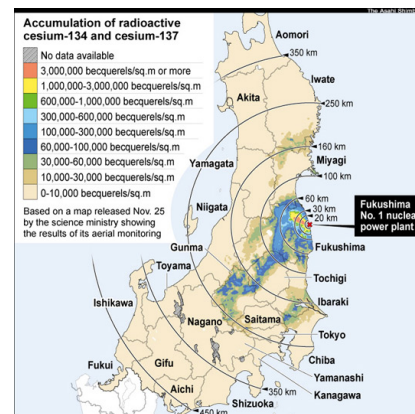 The Asahi Shimbun
Accumulation of radioactive
cesium-134 and cesium-137
No data available
3,000,000 becquerels/sq.m or more
1,000,000-3,000,000 becquerels/sq.m
600,000-1,000,000 becquerels/sq.m
300,000-600,000 becquerels/sq.m
100,000-300,000 becquerels/sq.m
60,000-100,000 becquerels/sq.m
30,000-60,000 becquerels/sq.m
10,000-30,000 becquerels/sq.m
0-10,000 becquerels/sq.m
Based on a map released Nov. 25
by the science ministry showing
the results of its aerial monitoring
Aomori
350 km
Iwate
Akita
250 km
160 km
Miyagi
Yamagata
100 km
Niigata
60 km
30 km
20 km
Fukushima
No. 1 nuclear
power plant
Fukushima
Gunma
Toyama
Tochigi
Ishikawa
Ibaraki
Nagano
Saitama
Tokyo
Fukui
Gifu
Chiba
Yamanashi
Aichi
350 km
Kanagawa
Shizuoka
450 km